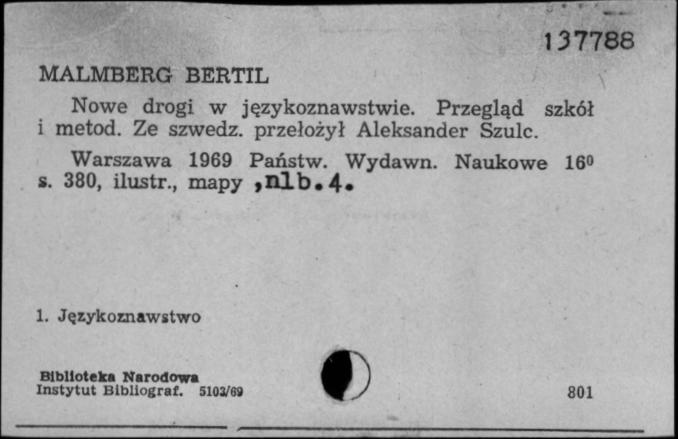 137788
MALMBERG BERTIL
Nowe drogi w językoznawstwie. Przegląd szkół
i metod. Ze szwedz. przełożył Aleksander Szulc.
Warszawa 1969 Państw. Wydawn. Naukowe 16⁰
s. 380, ilustr., mapy ,nlb.4.
1. Językoznawstwo
Biblioteka Narodowa
Instytut Bibliograf. 5103/69
801